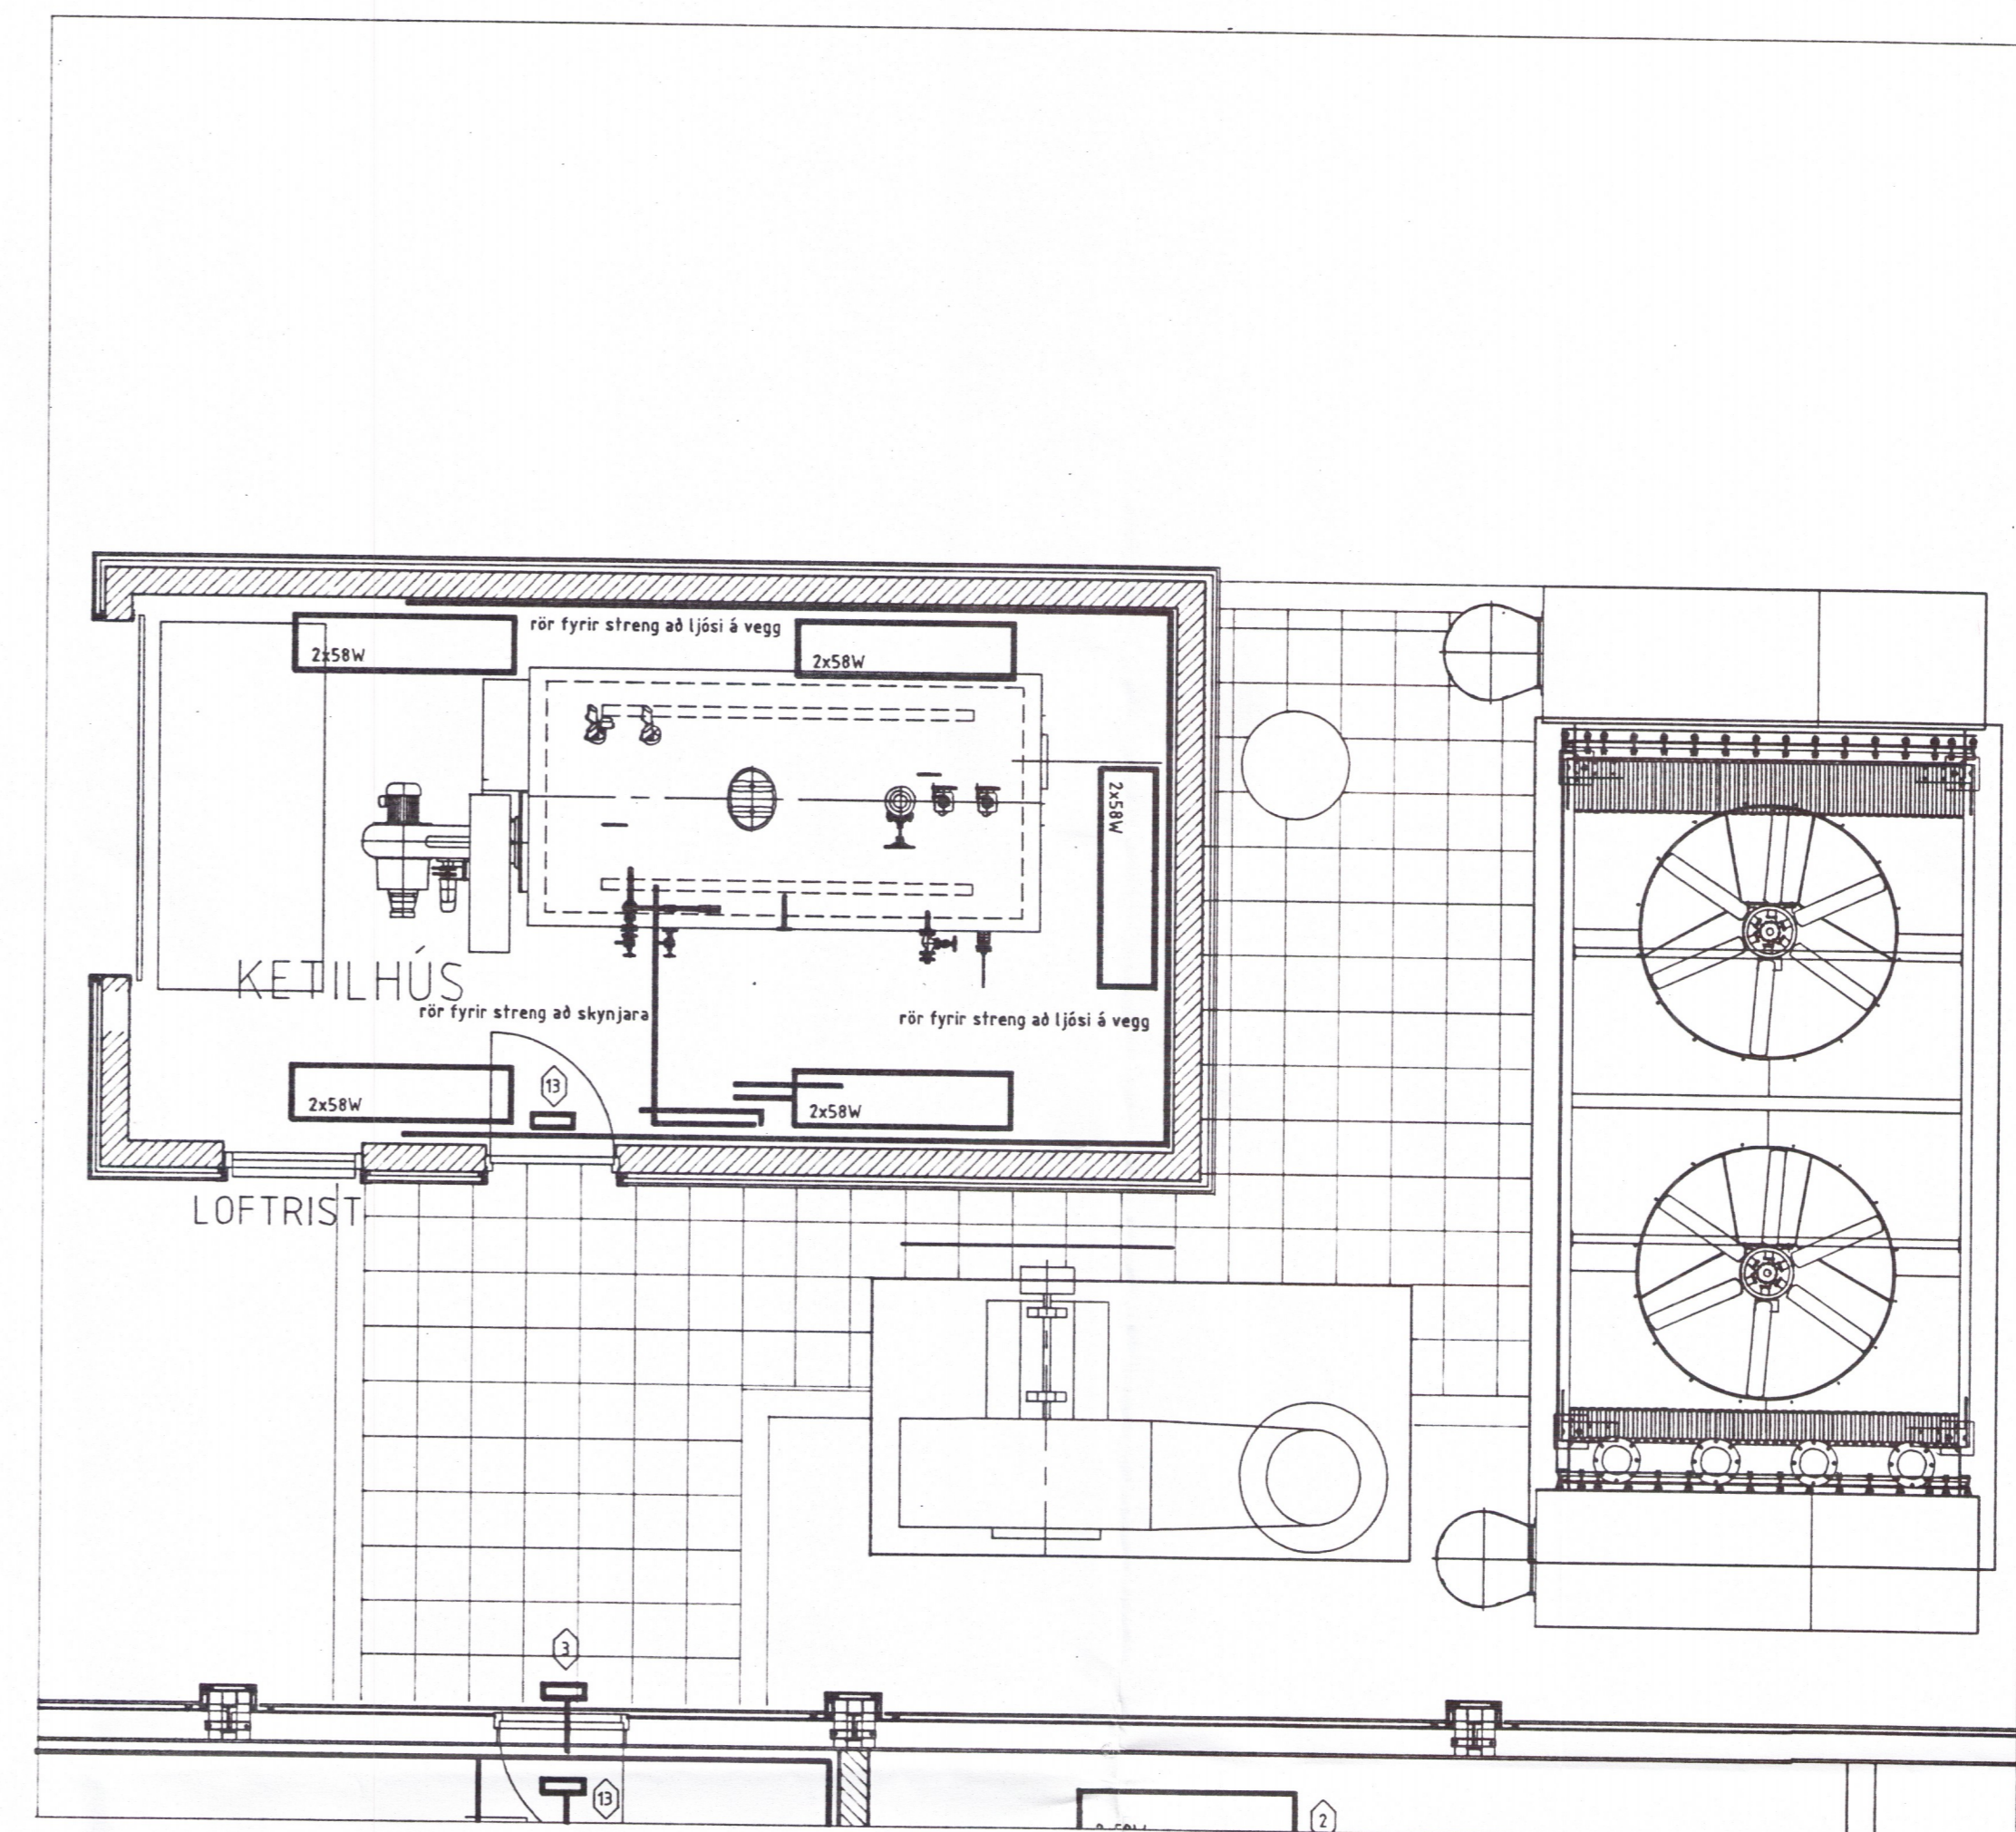 rör fyrir streng að ljósi á vegg
2x58W
2x58W
2x58W
KETILHÚS
rör fyrir streng að skynjara
rör fyrir streng að ljósi á vegg
13
2x58W
2x58W
LOFTRIST
3
13
2